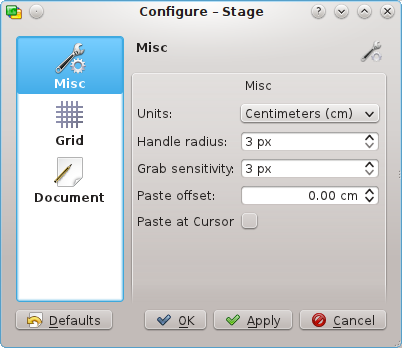 Configure – Stage
Misc
Grid
Document
Misc
Misc
Units: Centimeters (cm)
Handle radius: 3 px
Grab sensitivity: 3 px
Paste offset: 0.00 cm
Paste at Cursor
Defaults OK Apply Cancel